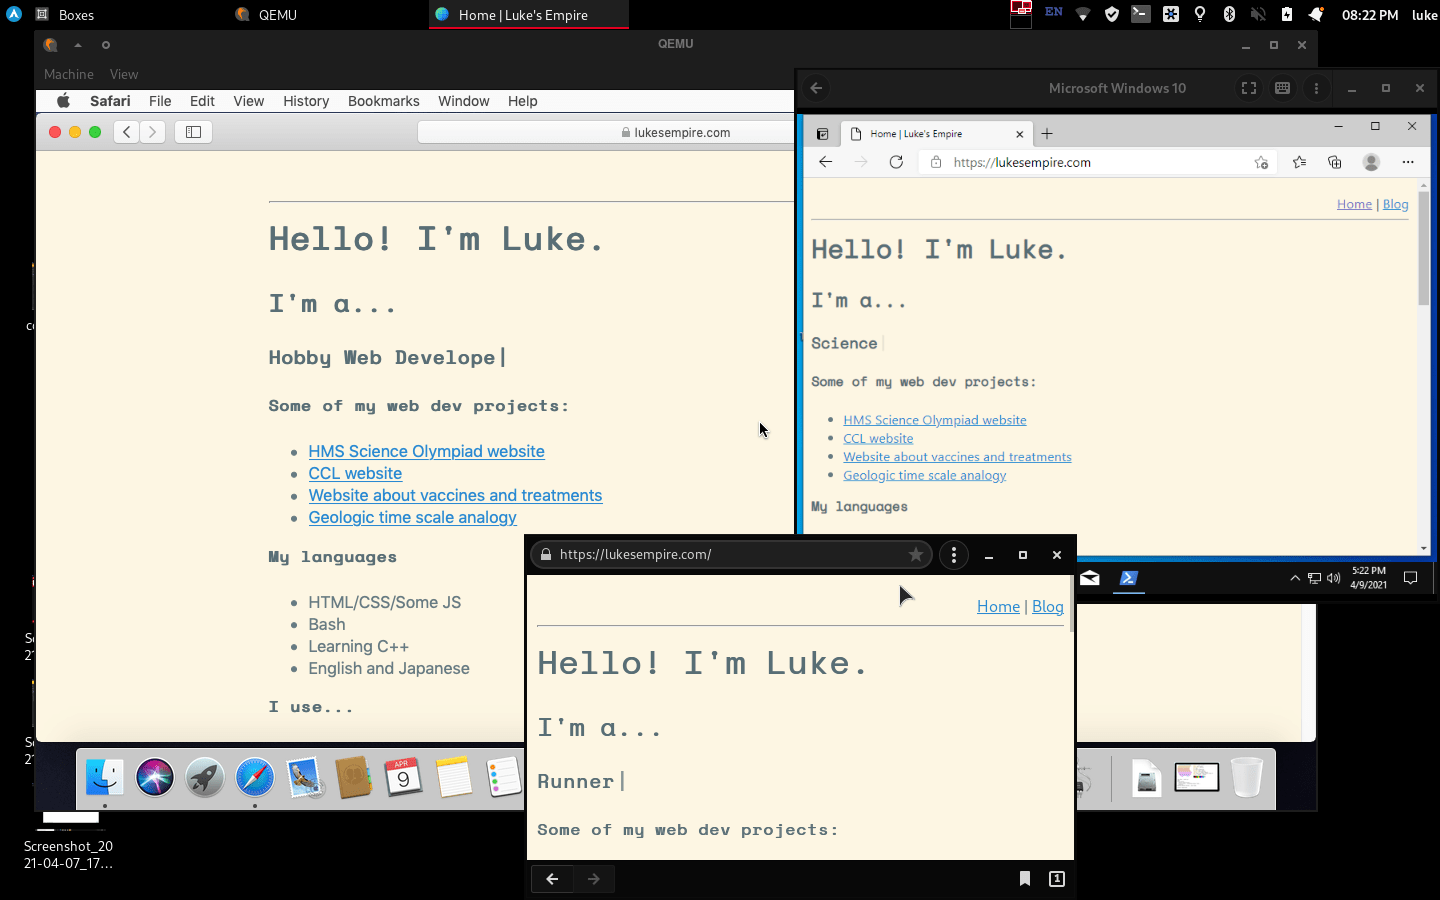 Boxes
QEMU
Home | Luke's Empire
EN
08:22 PM
luke
QEMU
Machine View
Safari File Edit View History Bookmarks Window Help
lukesempire.com
Hello! I'm Luke.
I'm a...
Hobby Web Develope|
Some of my web dev projects:
HMS Science Olympiad website
CCL website
Website about vaccines and treatments
Geologic time scale analogy
My languages
HTML/CSS/Some JS
Bash
Learning C++
English and Japanese
I use...
APR
9
Microsoft Windows 10
Home | Luke's Empire
https://lukesempire.com
Home | Blog
Hello! I'm Luke.
I'm a...
Science|
Some of my web dev projects:
HMS Science Olympiad website
CCL website
Website about vaccines and treatments
Geologic time scale analogy
My languages
5:22 PM
4/9/2021
https://lukesempire.com/
Home | Blog
Hello! I'm Luke.
I'm a...
Runner|
Some of my web dev projects:
1
Screenshot_20
21-04-07_17...